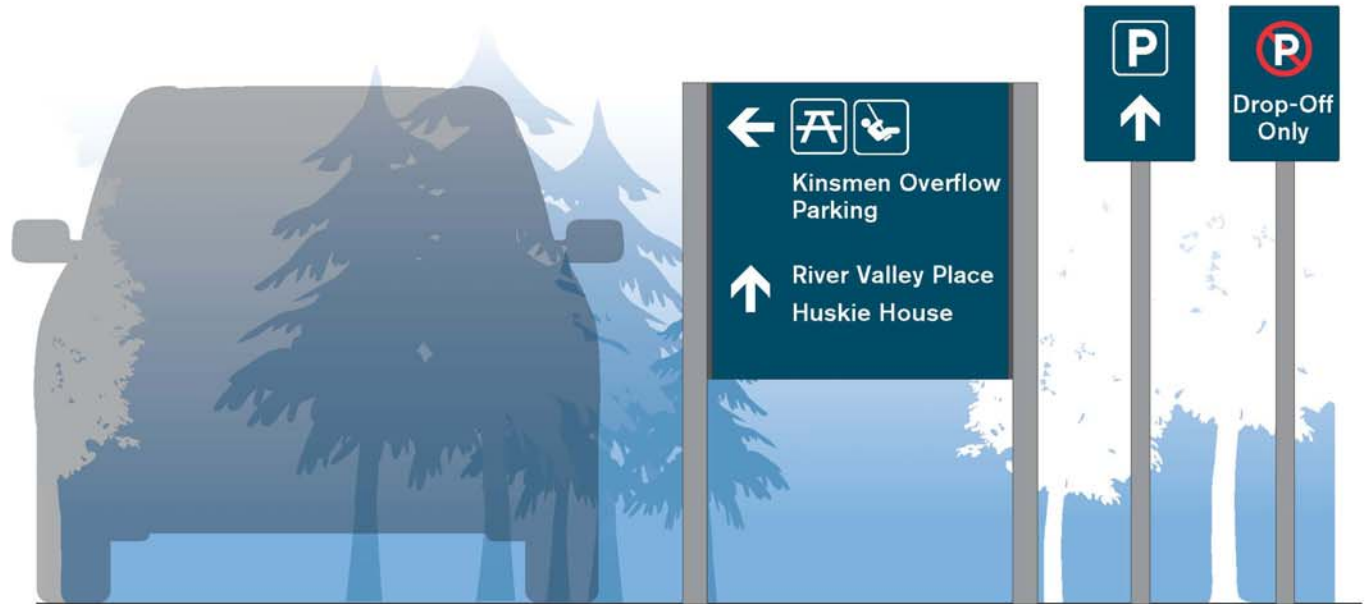 Kinsmen Overflow
Parking
River Valley Place
Huskie House
P
P
Drop-Off
Only